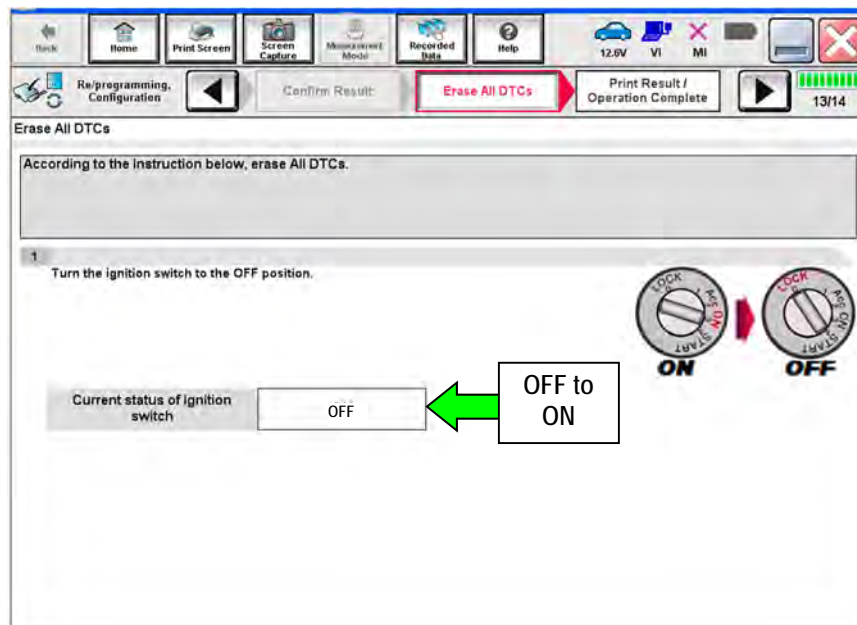 Back
Home
Print Screen
Screen
Capture
Measurement
Mode
Recorded
Data
Help
12.6V
VI
MI
Re/programming,
Configuration
Confirm Result
Erase All DTCs
Print Result /
Operation Complete
13/14
Erase All DTCs
According to the instruction below, erase All DTCs.
1
Turn the ignition switch to the OFF position.
LOCK
0
Acc
ON
START
LOCK
0
Acc
ON
START
ON
OFF
Current status of ignition
switch
OFF
OFF to
ON